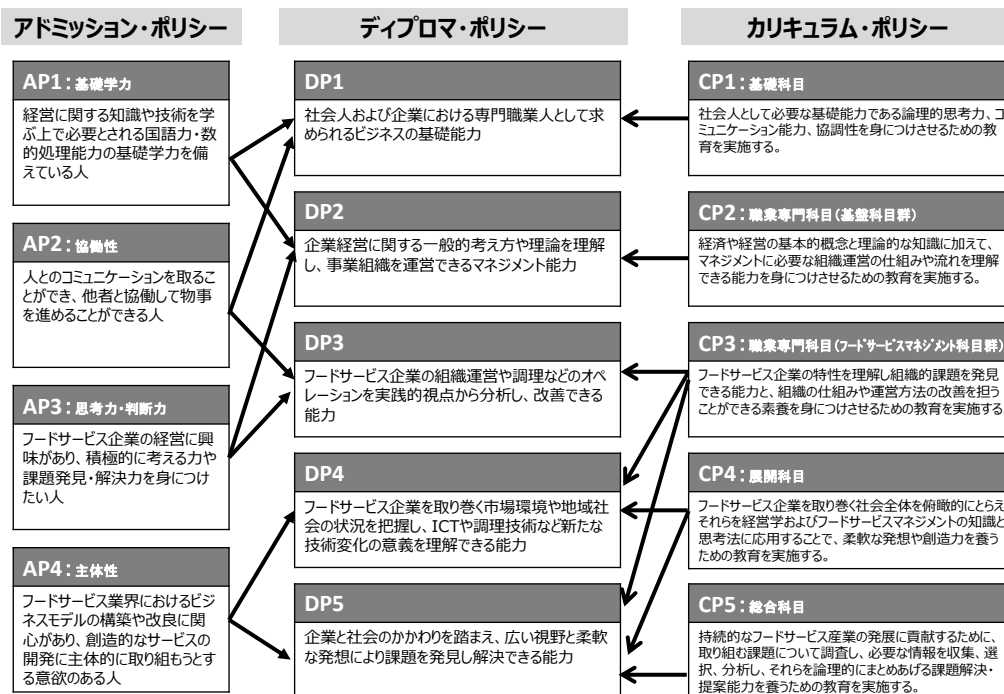 アドミッション・ポリシー
ディプロマ・ポリシー
カリキュラム・ポリシー
AP1：基礎学力
経営に関する知識や技術を学
ぶ上で必要とされる国語力・数
的処理能力の基礎学力を備
えている人
AP2：協働性
人とのコミュニケーションを取るこ
とができ、他者と協働して物事
を進めることができる人
AP3：思考力・判断力
フードサービス企業の経営に興
味があり、積極的に考える力や
課題発見・解決力を身につけ
たい人
AP4：主体性
フードサービス業界におけるビジ
ネスモデルの構築や改良に関
心があり、創造的なサービスの
開発に主体的に取り組もうとす
る意欲のある人
DP1
社会人および企業における専門職業人として求
められるビジネスの基礎能力
DP2
企業経営に関する一般的考え方や理論を理解
し、事業組織を運営できるマネジメント能力
DP3
フードサービス企業の組織運営や調理などのオペ
レーションを実践的視点から分析し、改善できる
能力
DP4
フードサービス企業を取り巻く市場環境や地域社
会の状況を把握し、ICTや調理技術など新たな
技術変化の意義を理解できる能力
DP5
企業と社会のかかわりを踏まえ、広い視野と柔軟
な発想により課題を発見し解決できる能力
CP1：基礎科目
社会人として必要な基礎能力である論理的思考力、コ
ミュニケーション能力、協調性を身につけさせるための教
育を実施する。
CP2：職業専門科目（基盤科目群）
経済や経営の基本的概念と理論的な知識に加えて、
マネジメントに必要な組織運営の仕組みや流れを理解
できる能力を身につけさせるための教育を実施する。
CP3：職業専門科目（ﾌｰﾄﾞｻｰﾋﾞｽﾏﾈｼﾞﾒﾝﾄ科目群）
フードサービス企業の特性を理解し組織的課題を発見
できる能力と、組織の仕組みや運営方法の改善を担う
ことができる素養を身につけさせるための教育を実施する
CP4：展開科目
フードサービス企業を取り巻く社会全体を俯瞰的にとらえ
それらを経営学およびフードサービスマネジメントの知識と
思考法に応用することで、柔軟な発想や創造力を養う
ための教育を実施する。
CP5：総合科目
持続的なフードサービス産業の発展に貢献するために、
取り組む課題について調査し、必要な情報を収集、選
択、分析し、それらを論理的にまとめあげる課題解決・
提案能力を養うための教育を実施する。